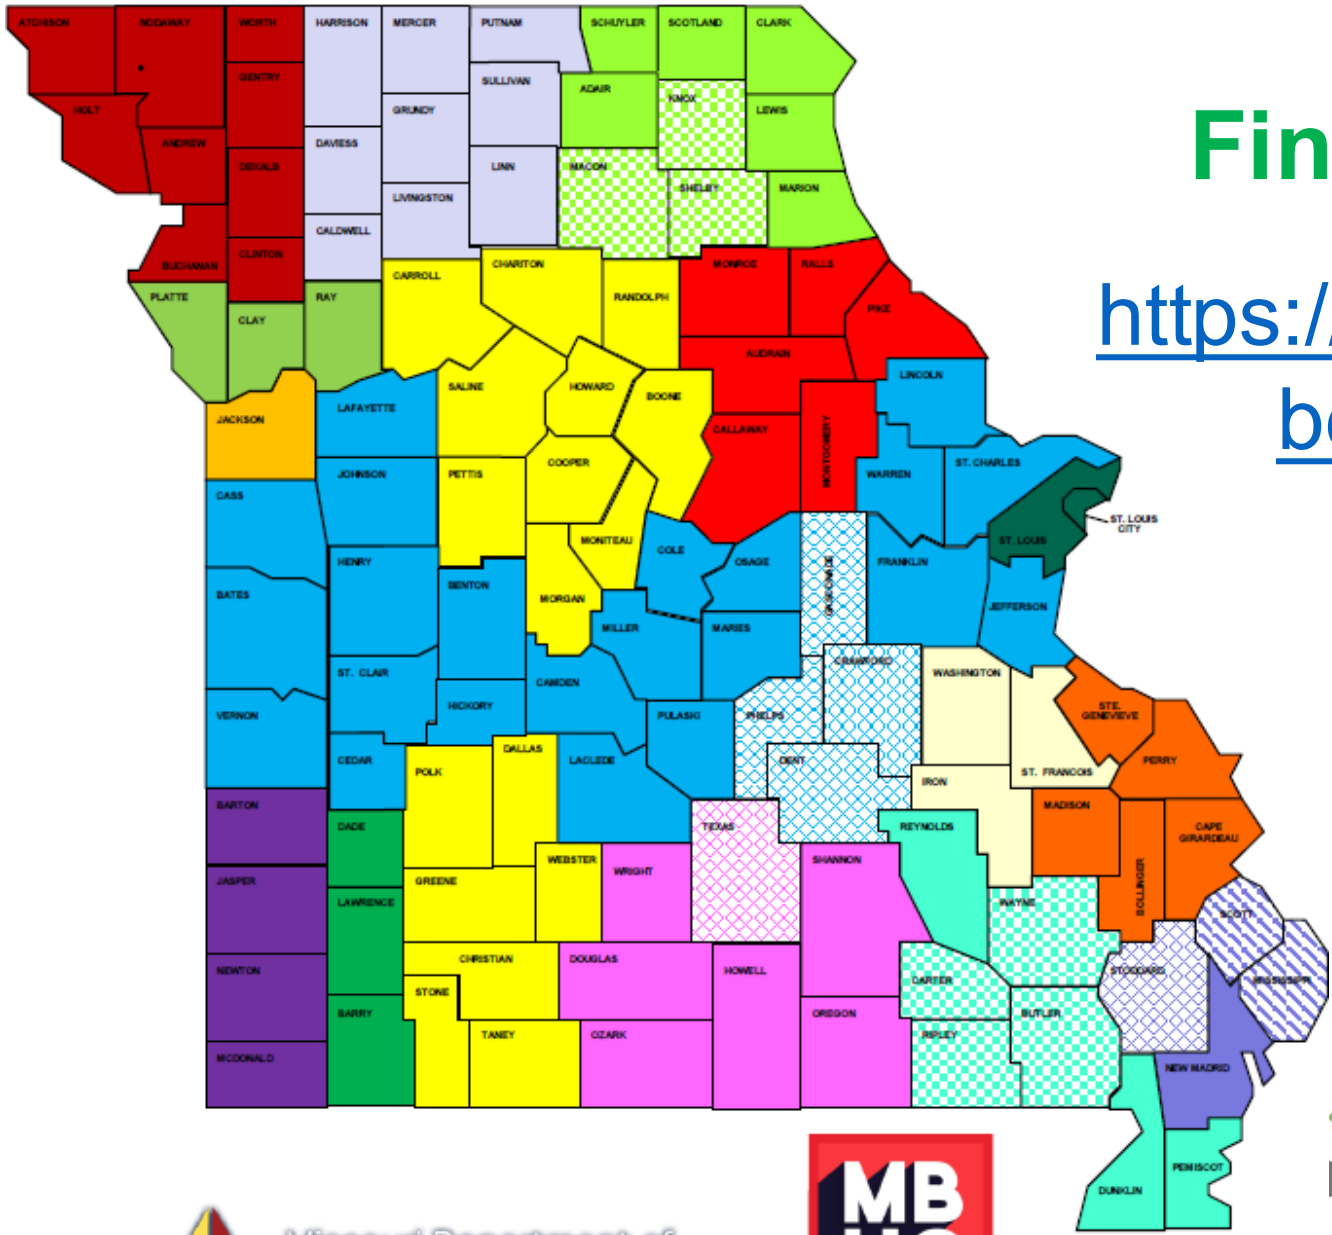 ATCHISON
NODAWAY
WORTH
HARRISON
MERCER
PUTNAM
SCHUYLER
SCOTLAND
CLARK
GENTRY
SULLIVAN
ADAIR
KNOX
HOLT
GRUNDY
LEWIS
Fin
ANDREW
DAVIESS
DEKALB
LINN
MACON
SHELBY
MARION
LIVINGSTON
CALDWELL
BUCHANAN
CLINTON
CARROLL
CHARITON
MONROE
RALLS
PLATTE
RAY
RANDOLPH
PIKE
https:/
CLAY
AUDRAIN
LINCOLN
SALINE
HOWARD
BOONE
JACKSON
LAFAYETTE
CALLAWAY
MONTGOMERY
COOPER
ST. CHARLES
JOHNSON
PETTIS
WARREN
CASS
ST. LOUIS
CITY
MONITEAU
ST. LOUIS
COLE
HENRY
OSAGE
GASCONADE
FRANKLIN
BENTON
BATES
MORGAN
JEFFERSON
MILLER
MARIES
CRAWFORD
ST. CLAIR
WASHINGTON
CAMDEN
HICKORY
VERNON
PULASKI
PHELPS
STE.
GENEVIEVE
DALLAS
CEDAR
LACLEDE
DENT
PERRY
POLK
ST. FRANCOIS
IRON
BARTON
MADISON
DADE
TEXAS
REYNOLDS
CAPE
GIRARDEAU
WEBSTER
SHANNON
WRIGHT
JASPER
GREENE
BOLLINGER
LAWRENCE
WAYNE
SCOTT
CHRISTIAN
DOUGLAS
NEWTON
HOWELL
STODDARD
CARTER
MISSISSIPPI
STONE
BARRY
OREGON
BUTLER
TANEY
OZARK
RIPLEY
MCDONALD
NEW MADRID
PEMISCOT
DUNKLIN
MB